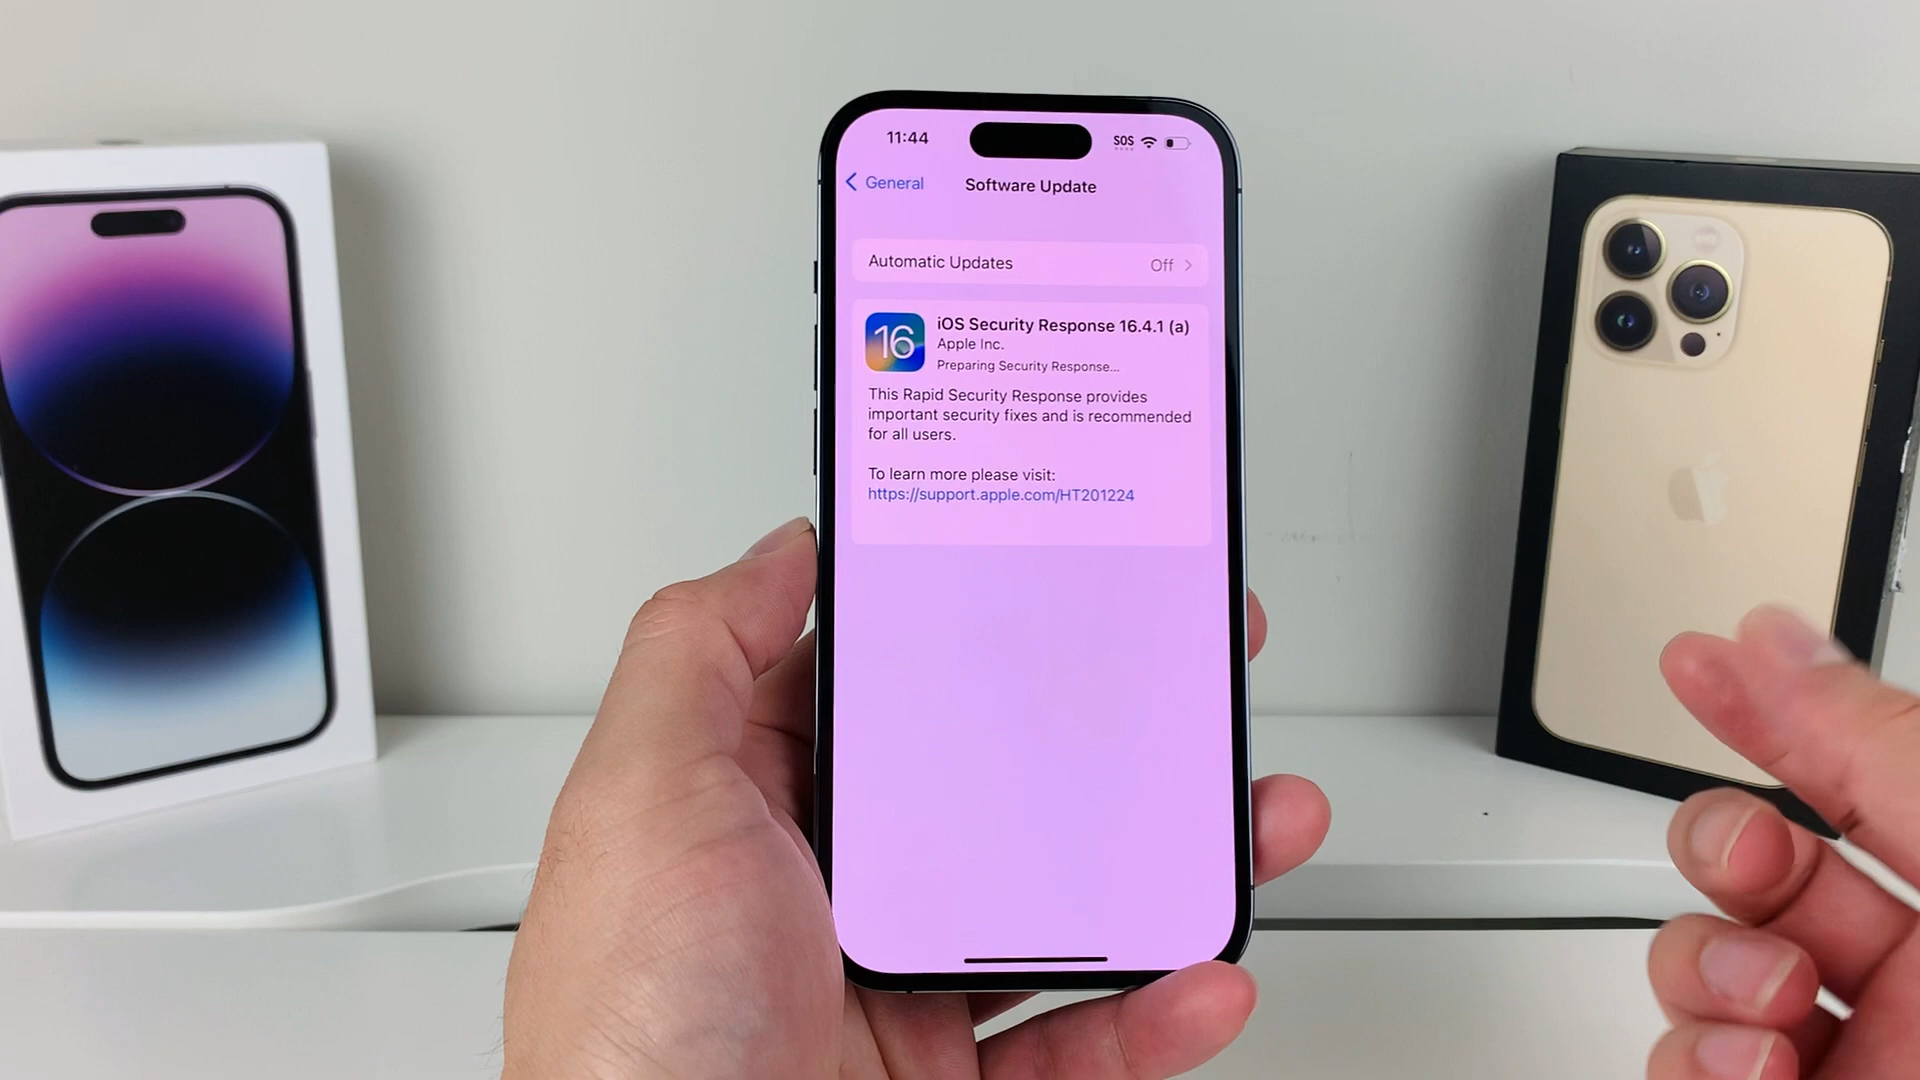 11:44
SOS
General
Software Update
Automatic Updates
Off
16
iOS Security Response 16.4.1 (a)
Apple Inc.
Preparing Security Response...
This Rapid Security Response provides
important security fixes and is recommended
for all users.
To learn more please visit:
https://support.apple.com/HT201224